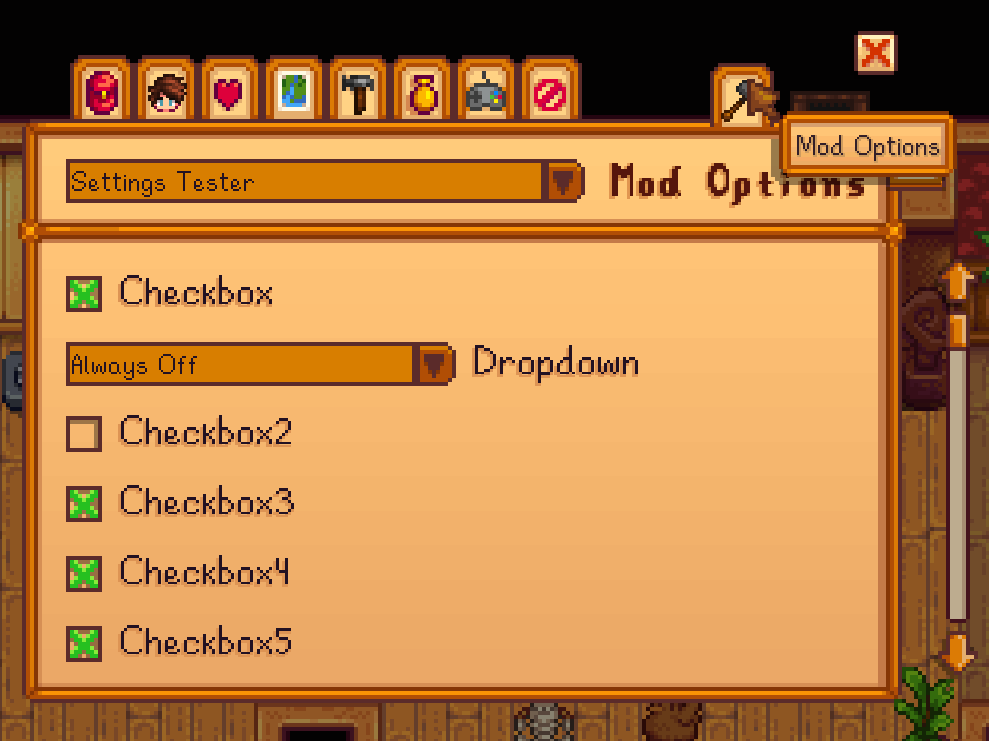 Mod Options
Settings Tester
Mod Options
Checkbox
Always Off
Dropdown
Checkbox2
Checkbox3
Checkbox4
Checkbox5